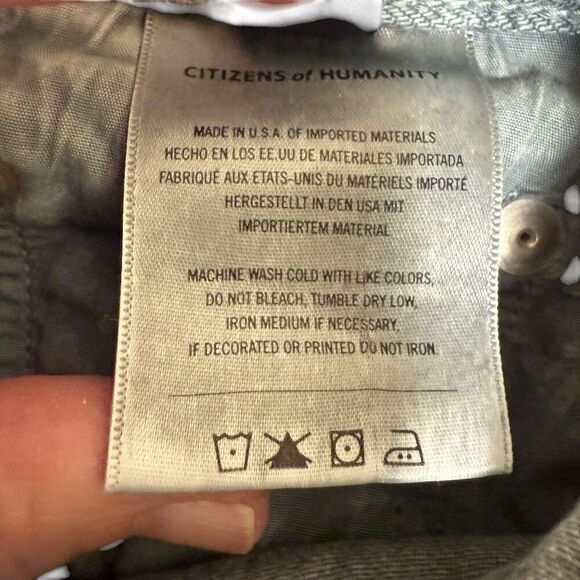 CITIZENS of HUMANITY
MADE IN U.S.A. OF IMPORTED MATERIALS
HECHO EN LOS EE.UU DE MATERIALES IMPORTADA
FABRIQUÉ AUX ETATS-UNIS DU MATÉRIELS IMPORTÉ
HERGESTELLT IN DEN USA MIT
IMPORTIERTEM MATERIAL
MACHINE WASH COLD WITH LIKE COLORS,
DO NOT BLEACH, TUMBLE DRY LOW,
IRON MEDIUM IF NECESSARY,
IF DECORATED OR PRINTED DO NOT IRON.